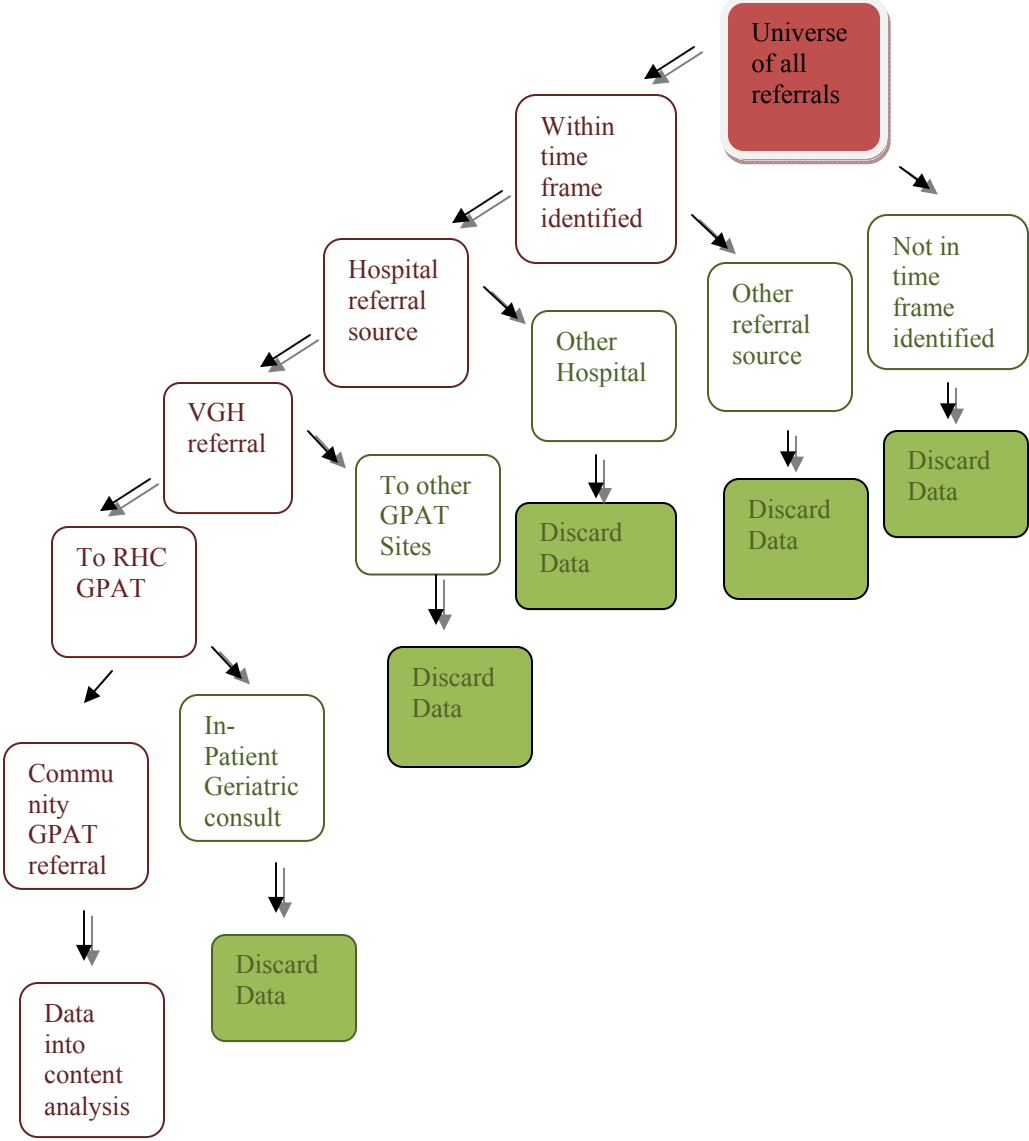 Universe
of all
referrals
Within
time
frame
identified
Not in
time
frame
identified
Hospital
referral
source
Other
referral
source
Other
Hospital
VGH
referral
Discard
Data
To other
GPAT
Sites
Discard
Data
Discard
Data
To RHC
GPAT
Discard
Data
In-
Patient
Geriatric
consult
Commu
nity
GPAT
referral
Discard
Data
Data
into
content
analysis